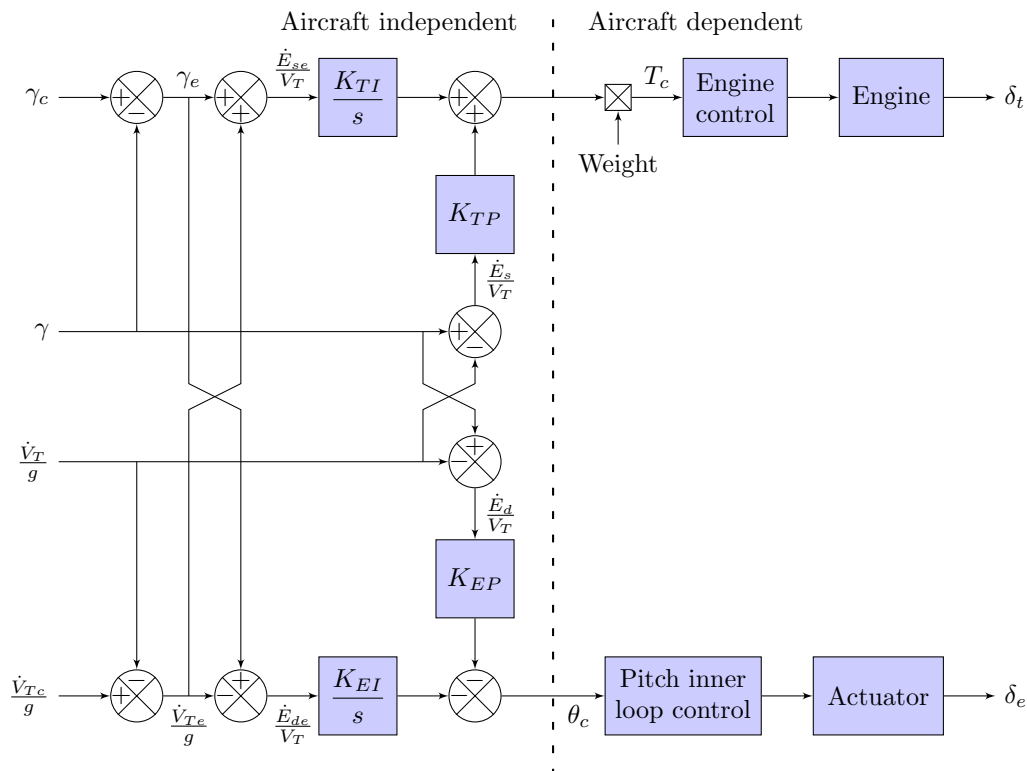 Aircraft independent
Aircraft dependent
γ_c
+
−
γ_e
+
+
Ė_se/V_T
K_TI/s
+
+
T_c
Engine
control
Engine
δ_t
Weight
K_TP
Ė_s/V_T
γ
+
−
V̇_T/g
+
−
Ė_d/V_T
K_EP
V̇_Tc/g
+
−
V̇_Te/g
−
+
Ė_de/V_T
K_EI/s
−
−
θ_c
Pitch inner
loop control
Actuator
δ_e